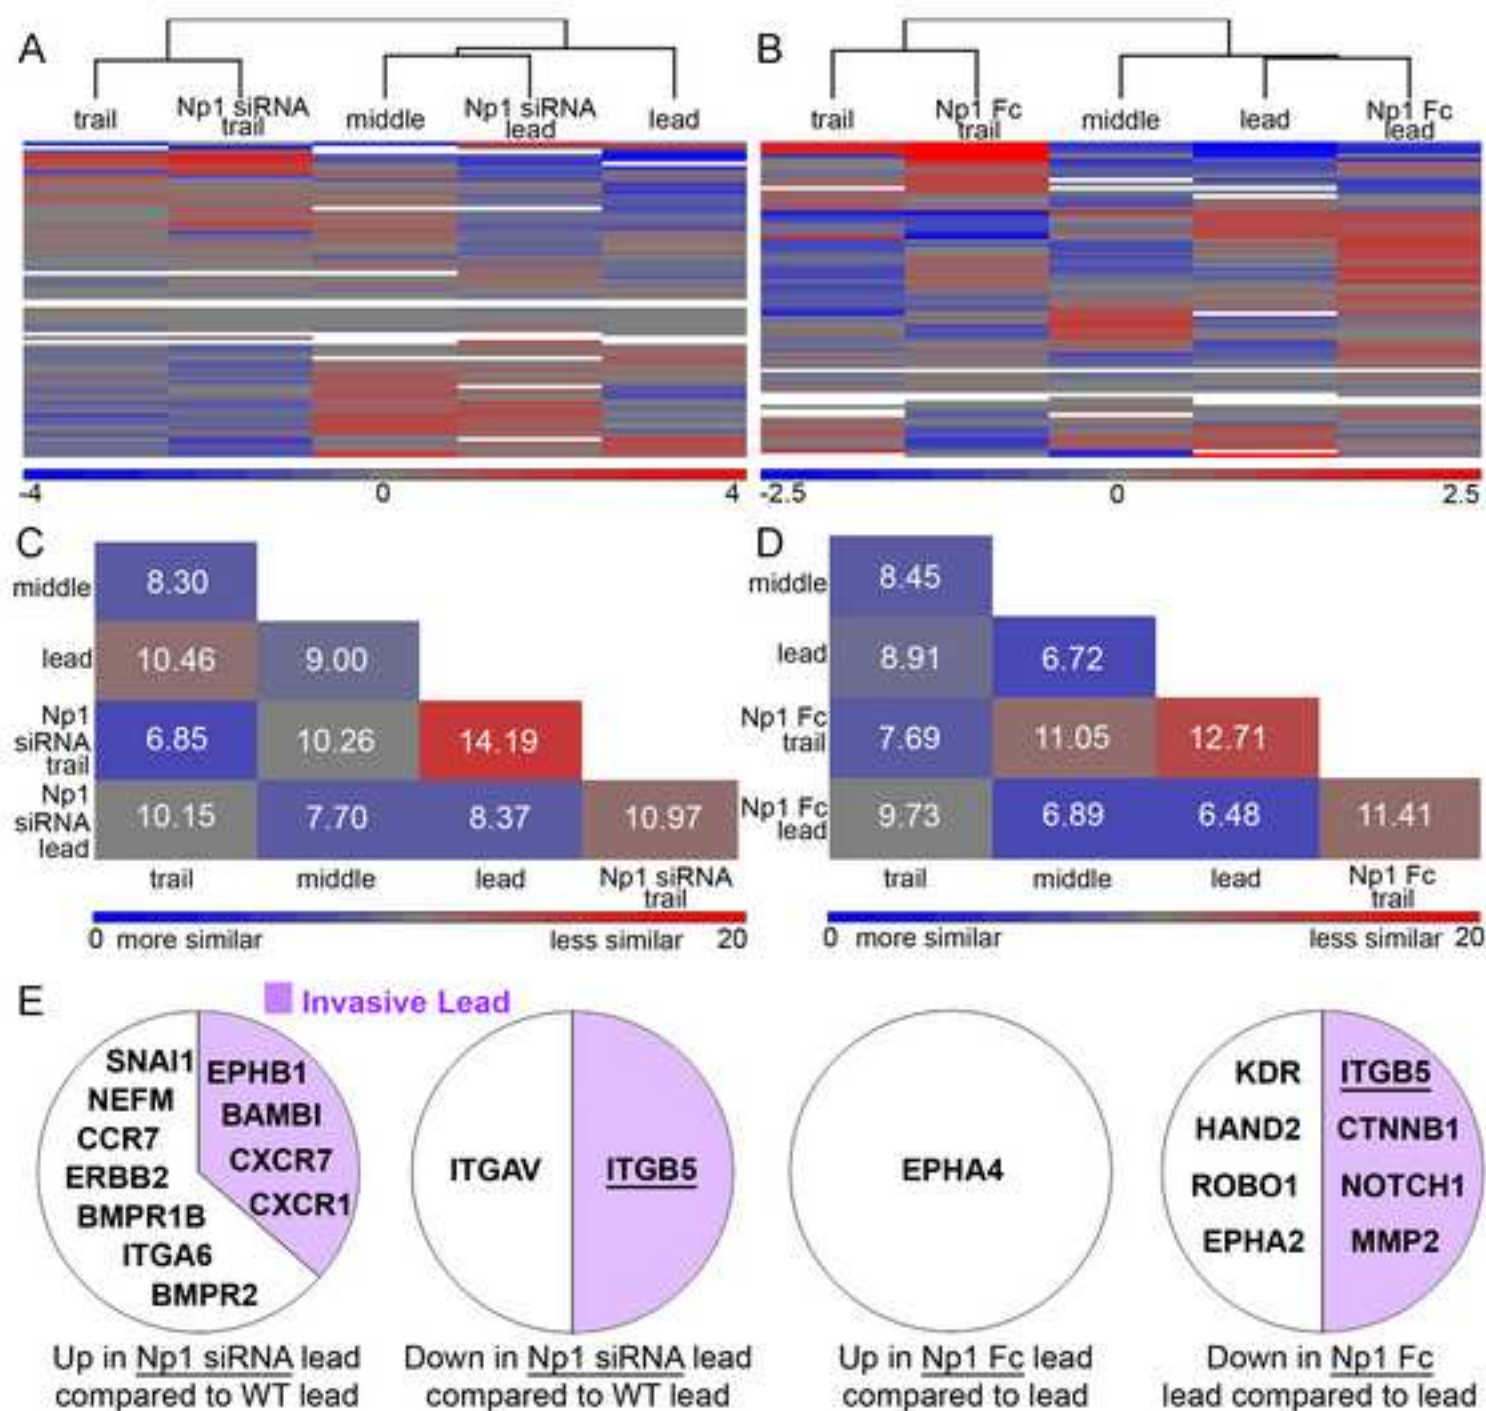 A
trail
Np1 siRNA
trail
middle
Np1 siRNA
lead
lead
-4
0
4
B
trail
Np1 Fc
trail
middle
lead
Np1 Fc
lead
-2.5
0
2.5
C
middle
8.30
lead
10.46
9.00
Np1
siRNA
trail
6.85
10.26
14.19
Np1
siRNA
lead
10.15
7.70
8.37
10.97
trail
middle
lead
Np1 siRNA
trail
0 more similar
less similar 20
D
middle
8.45
lead
8.91
6.72
Np1 Fc
trail
7.69
11.05
12.71
Np1 Fc
lead
9.73
6.89
6.48
11.41
trail
middle
lead
Np1 Fc
trail
0 more similar
less similar 20
E
Invasive Lead
SNAI1
NEFM
CCR7
ERBB2
BMPR1B
ITGA6
BMPR2
EPHB1
BAMBI
CXCR7
CXCR1
Up in Np1 siRNA lead
compared to WT lead
ITGAV
ITGB5
Down in Np1 siRNA lead
compared to WT lead
EPHA4
Up in Np1 Fc lead
compared to lead
KDR
HAND2
ROBO1
EPHA2
ITGB5
CTNNB1
NOTCH1
MMP2
Down in Np1 Fc
lead compared to lead